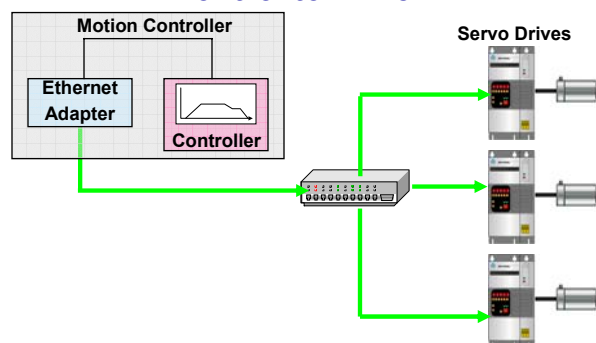 Motion Controller
Ethernet
Adapter
Controller
Servo Drives